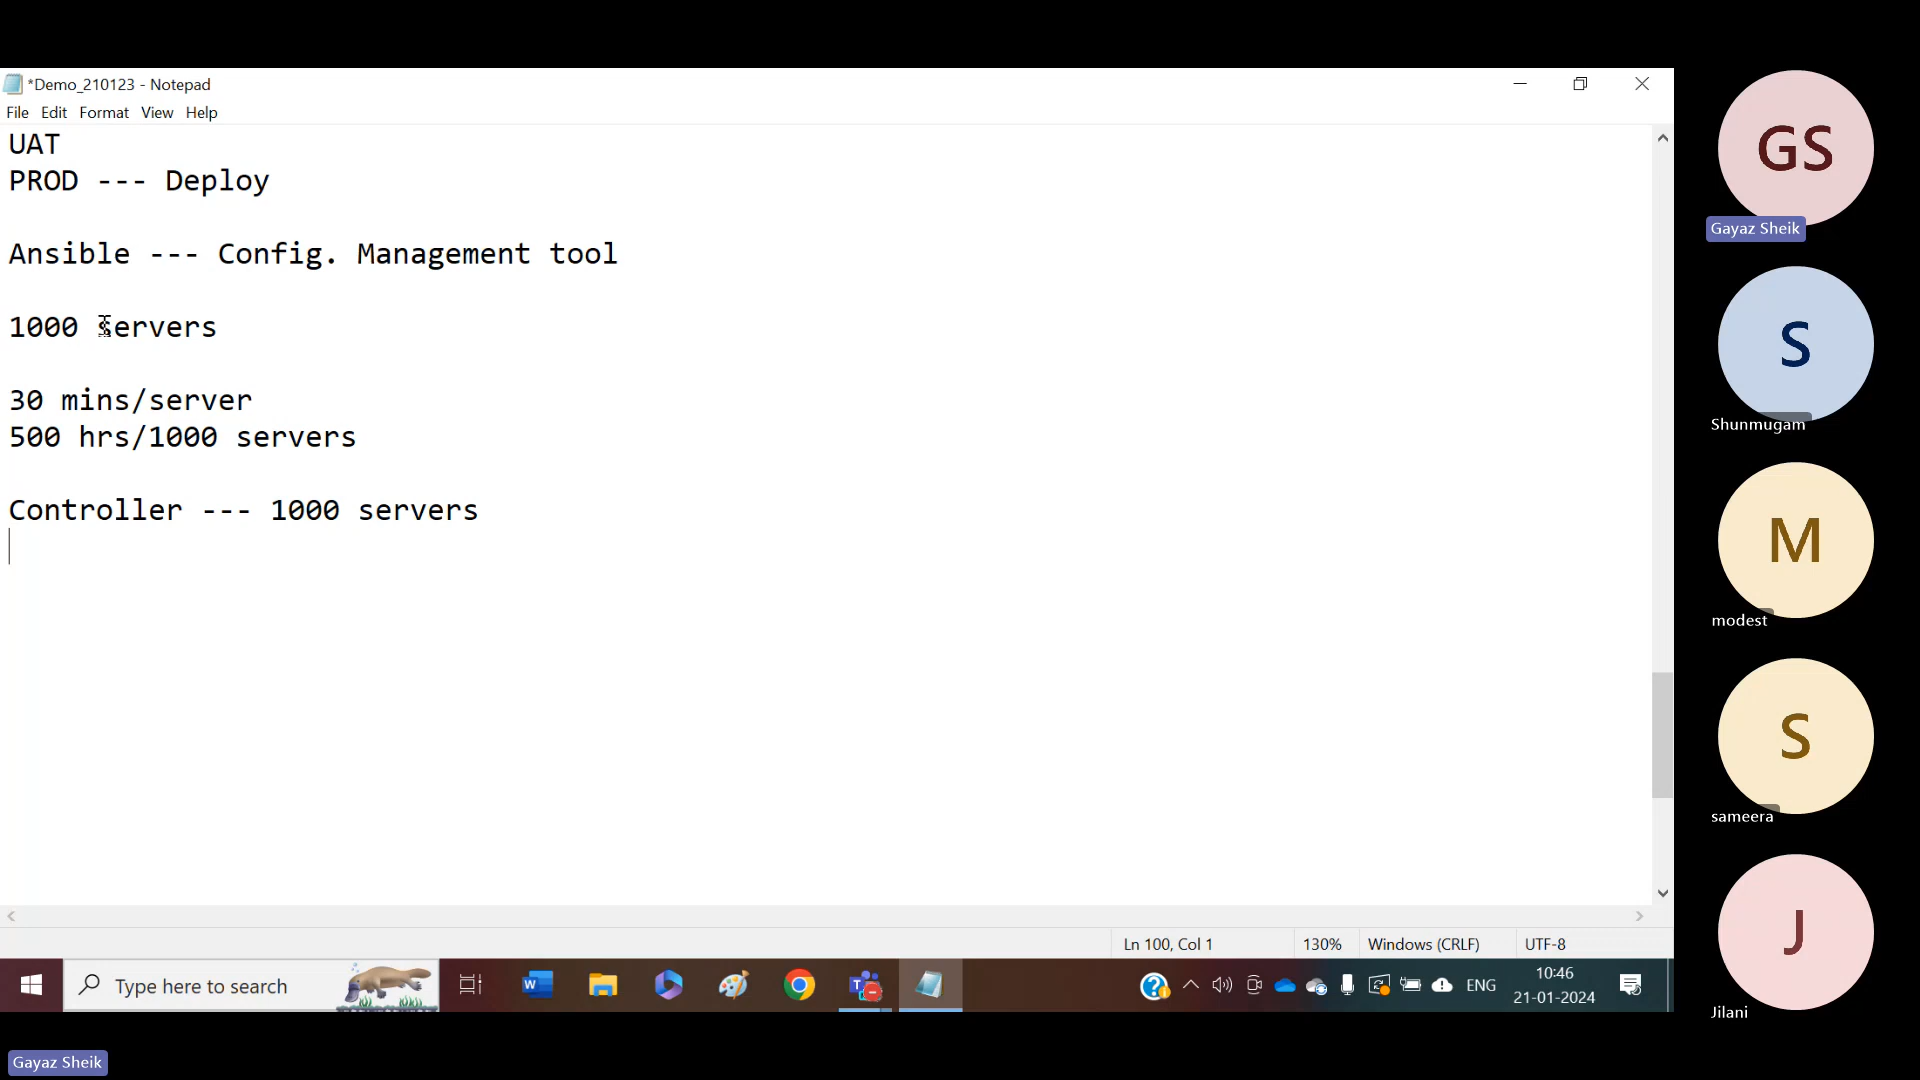 *Demo_210123 - Notepad
File Edit Format View Help
UAT
PROD --- Deploy
Ansible --- Config. Management tool
1000 servers
30 mins/server
500 hrs/1000 servers
Controller --- 1000 servers
Ln 100, Col 1 130% Windows (CRLF) UTF-8
Type here to search
ENG
10:46
21-01-2024
GS
Gayaz Sheik
S
Shunmugam
M
modest
S
sameera
J
Jilani
Gayaz Sheik